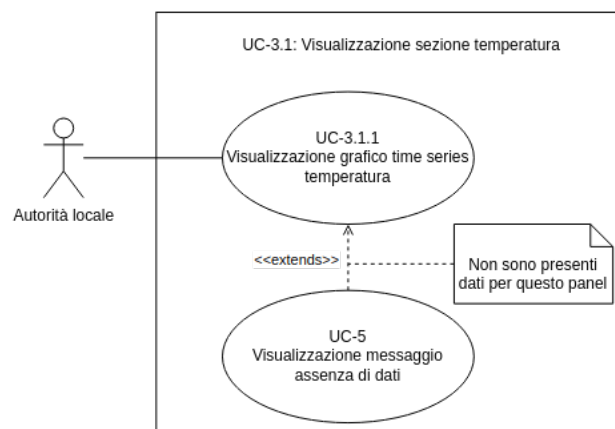 UC-3.1: Visualizzazione sezione temperatura
UC-3.1.1
Visualizzazione grafico time series
temperatura
Autorità locale
<<extends>>
Non sono presenti
dati per questo panel
UC-5
Visualizzazione messaggio
assenza di dati